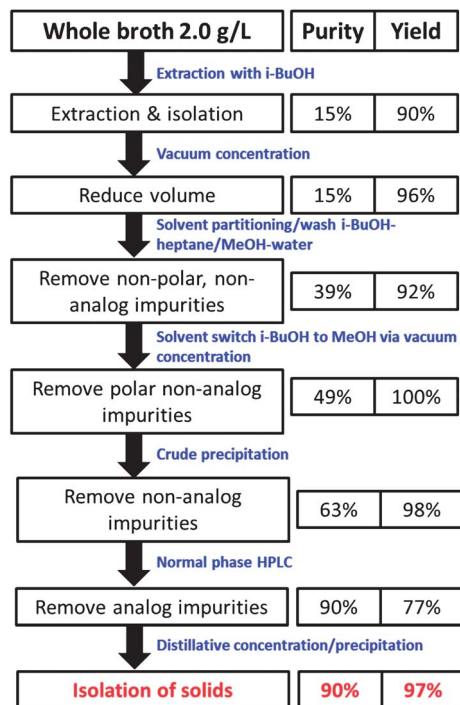 Whole broth 2.0 g/L Purity Yield
Extraction with i-BuOH
Extraction & isolation 15% 90%
Vacuum concentration
Reduce volume 15% 96%
Solvent partitioning/wash i-BuOH-
heptane/MeOH-water
Remove non-polar, non-
analog impurities 39% 92%
Solvent switch i-BuOH to MeOH via vacuum
concentration
Remove polar non-analog
impurities 49% 100%
Crude precipitation
Remove non-analog
impurities 63% 98%
Normal phase HPLC
Remove analog impurities 90% 77%
Distillative concentration/precipitation
Isolation of solids 90% 97%